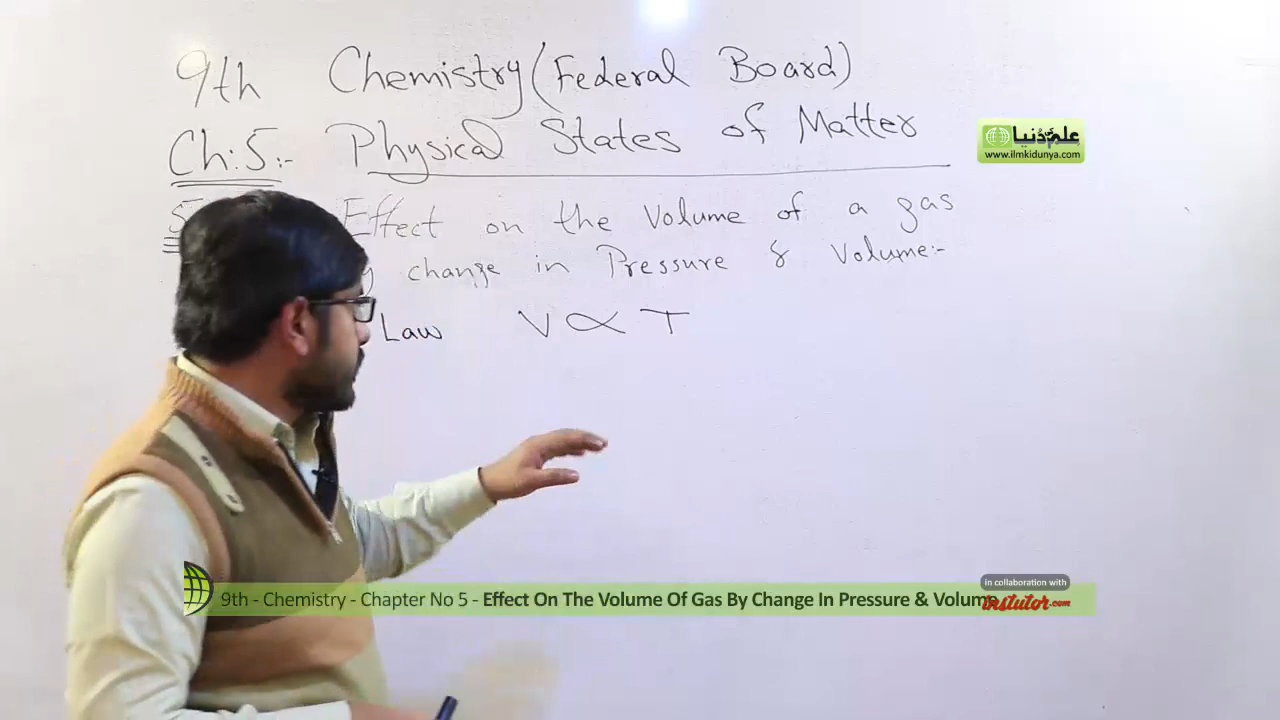 9th Chemistry (Federal Board)
Ch:5:- Physical States of Matter
5 Effect on the Volume of a gas
change in Pressure & Volume:-
Law V ∝ T
علم کی دنیا
www.ilmkidunya.com
in collaboration with
9th - Chemistry - Chapter No 5 - Effect On The Volume Of Gas By Change In Pressure & Volume
instutor.com